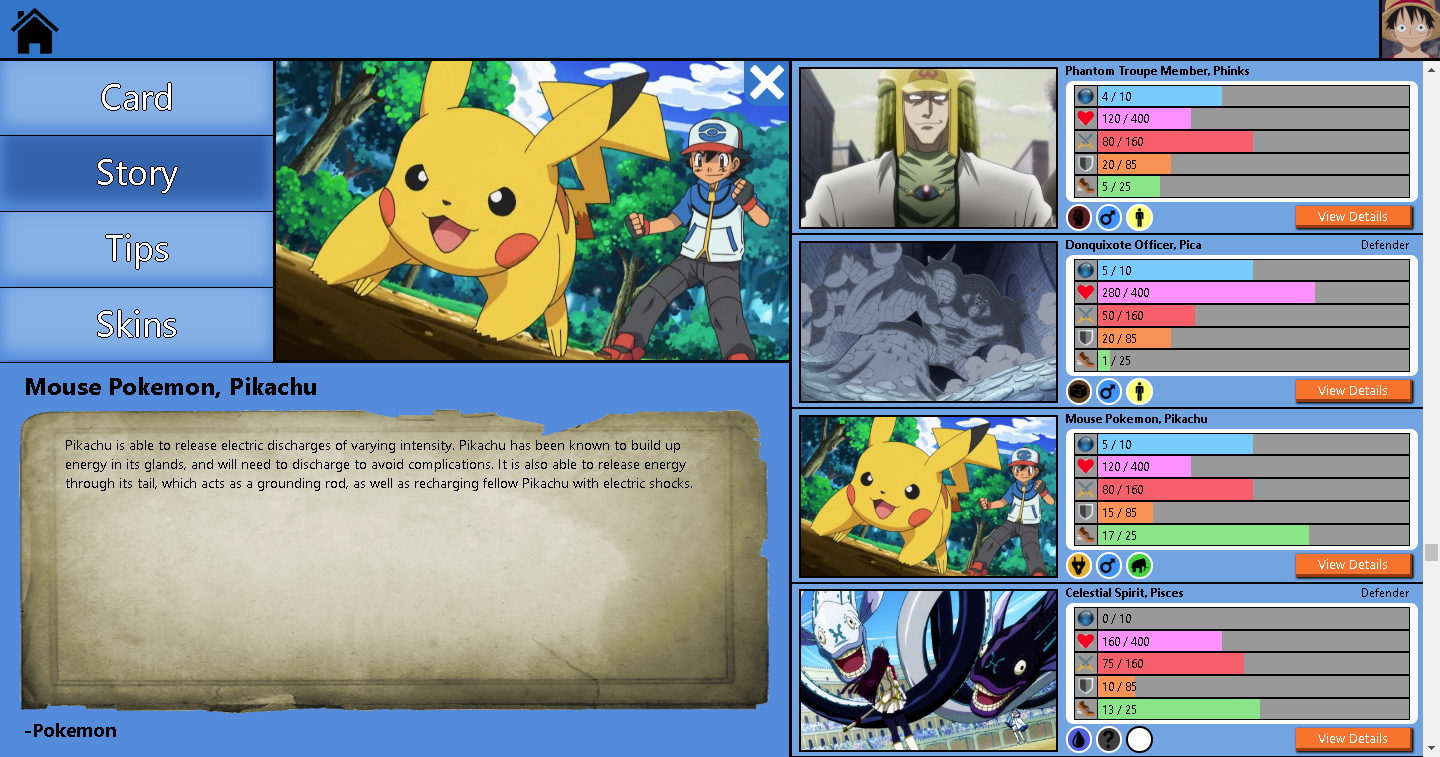 Card
Story
Tips
Skins
Mouse Pokemon, Pikachu
Pikachu is able to release electric discharges of varying intensity. Pikachu has been known to build up
energy in its glands, and will need to discharge to avoid complications. It is also able to release energy
through its tail, which acts as a grounding rod, as well as recharging fellow Pikachu with electric shocks.
-Pokemon
Phantom Troupe Member, Phinks
4 / 10
120 / 400
80 / 160
20 / 85
5 / 25
View Details
Donquixote Officer, Pica
Defender
5 / 10
280 / 400
50 / 160
20 / 85
1 / 25
View Details
Mouse Pokemon, Pikachu
5 / 10
120 / 400
80 / 160
15 / 85
17 / 25
View Details
Celestial Spirit, Pisces
Defender
0 / 10
160 / 400
75 / 160
10 / 85
13 / 25
?
View Details